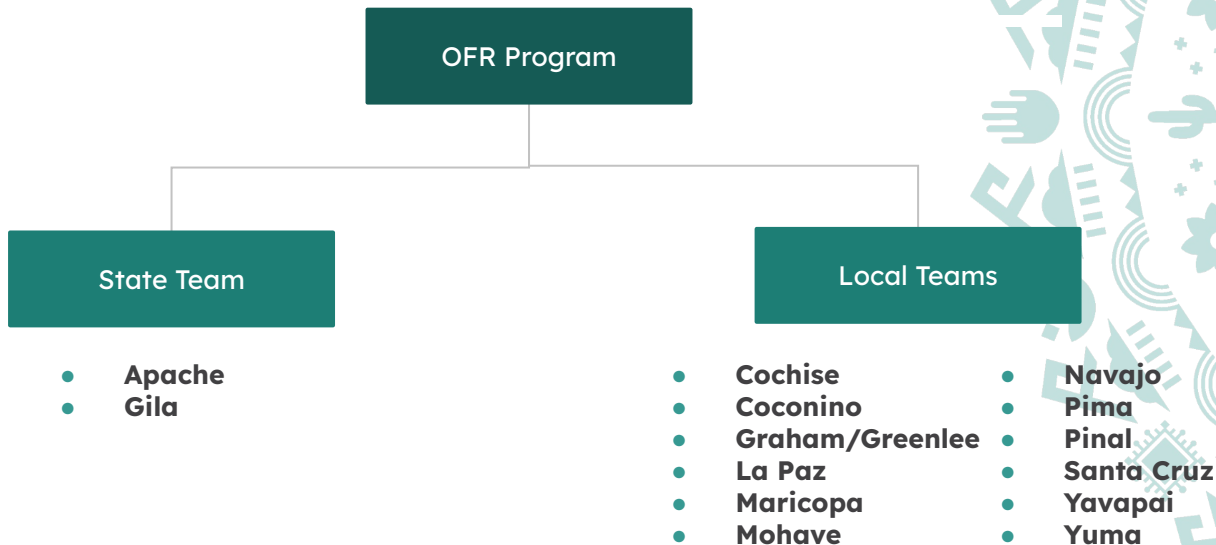 OFR Program
State Team
Local Teams
● Apache
● Gila
● Cochise
● Coconino
● Graham/Greenlee
● La Paz
● Maricopa
● Mohave
● Navajo
● Pima
● Pinal
● Santa Cruz
● Yavapai
● Yuma